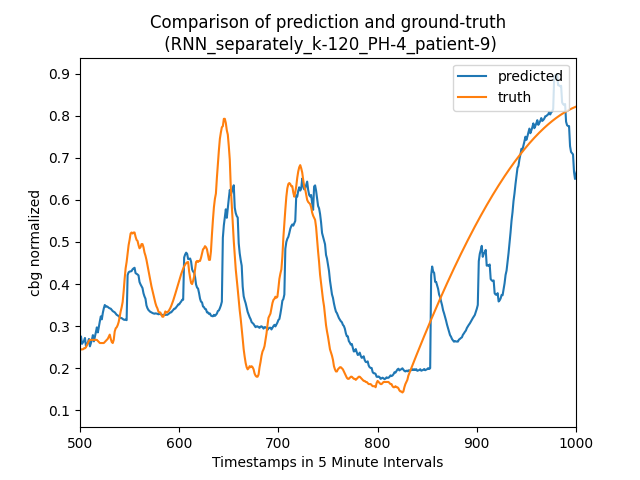 Comparison of prediction and ground-truth
(RNN_separately_k-120_PH-4_patient-9)
predicted
truth
cbg normalized
0.9
0.8
0.7
0.6
0.5
0.4
0.3
0.2
0.1
500 600 700 800 900 1000
Timestamps in 5 Minute Intervals